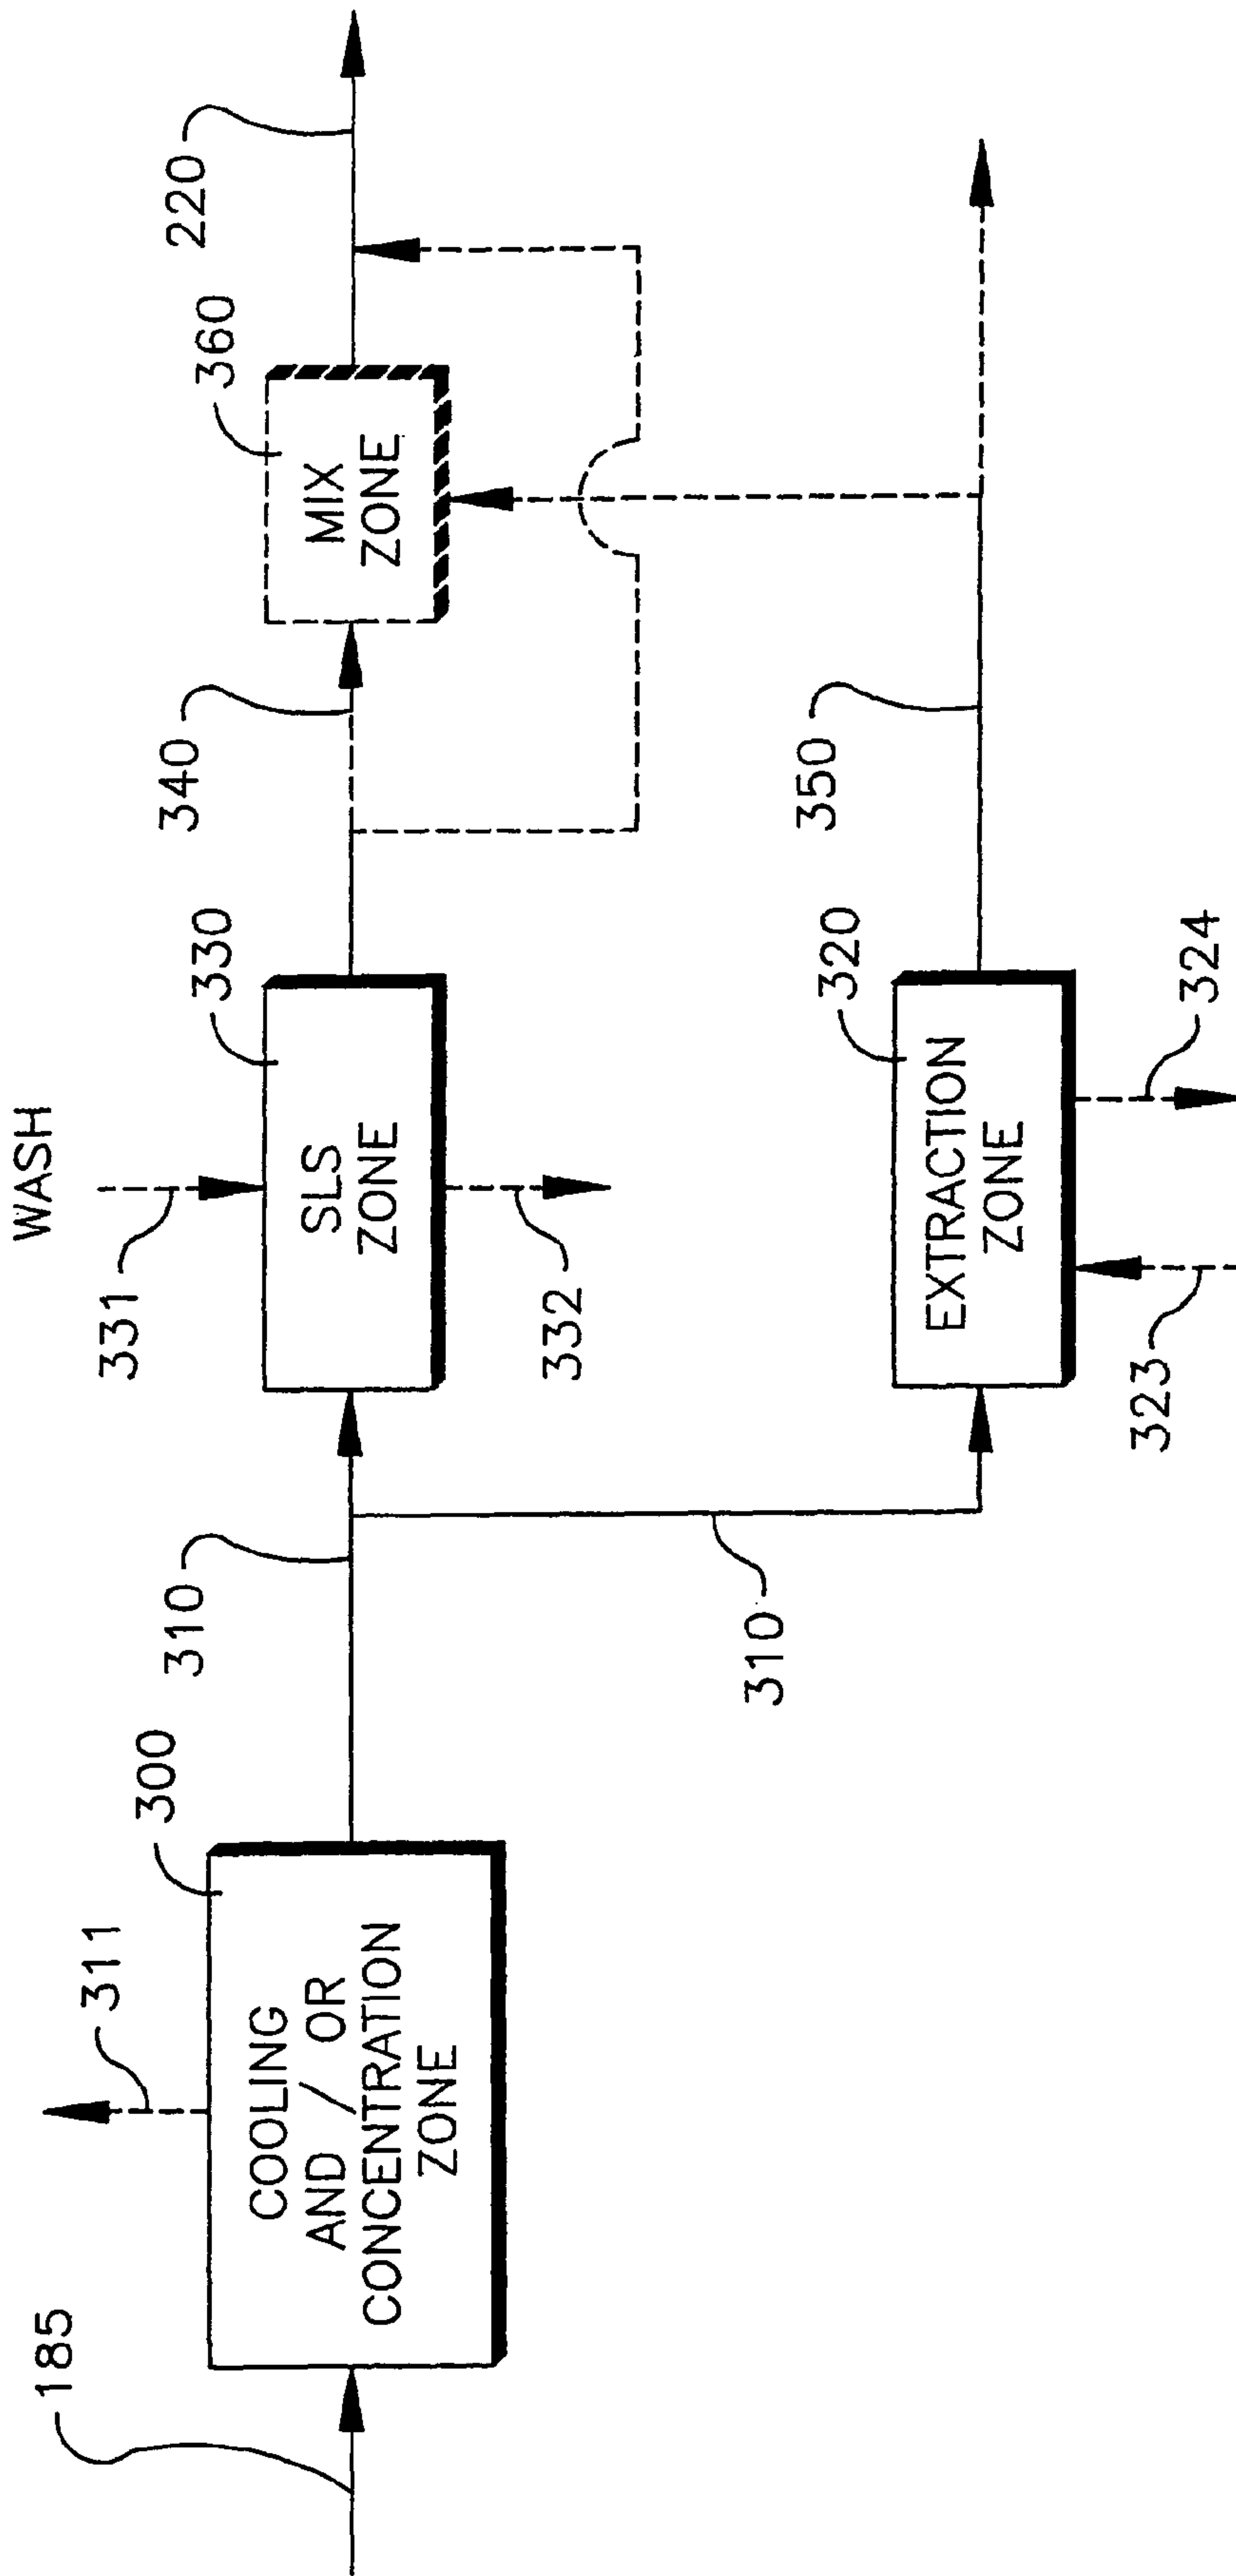 WASH
185
311
300
COOLING
AND / OR
CONCENTRATION
ZONE
310
310
331
330
SLS
ZONE
332
340
360
MIX
ZONE
220
320
EXTRACTION
ZONE
323
324
350